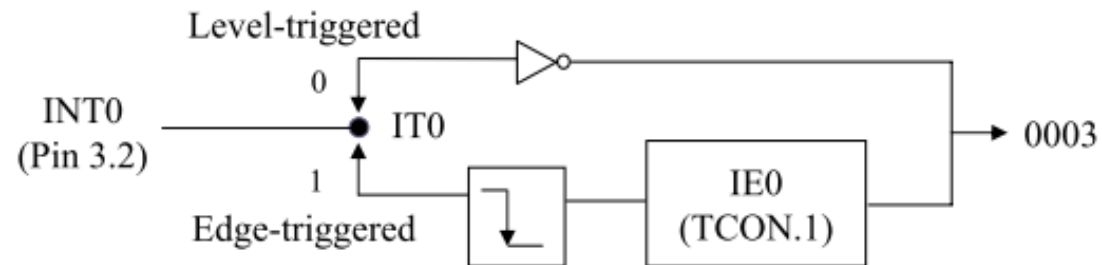 Level-triggered
0
INT0
(Pin 3.2)
IT0
0003
1
IE0
(TCON.1)
Edge-triggered